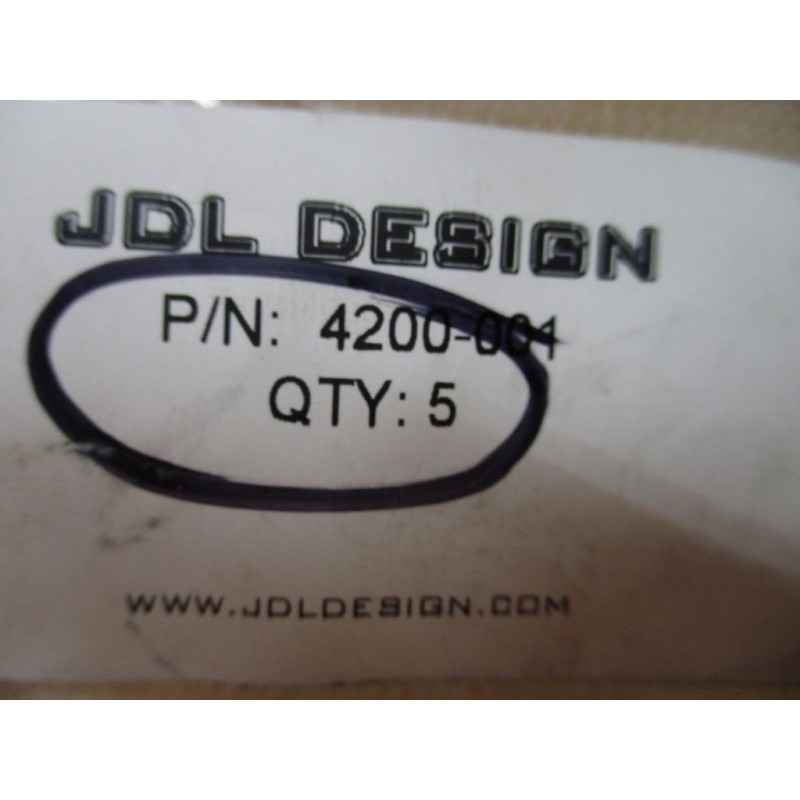 JDL DESIGN
P/N: 4200-001
QTY: 5
WWW.JDLDESIGN.COM